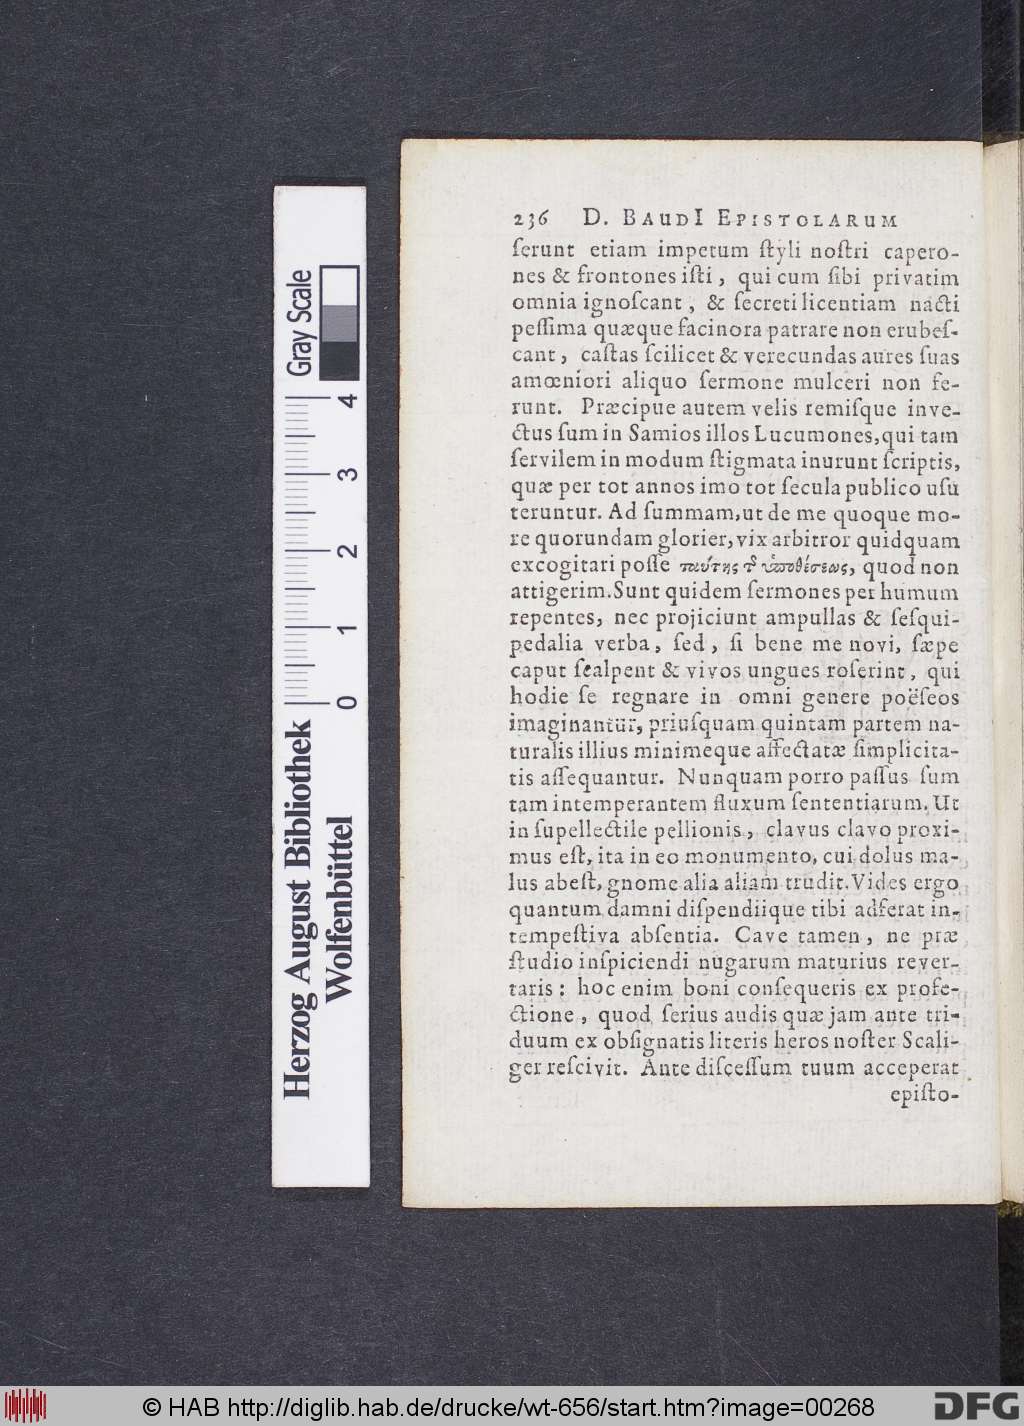 236 D. BAUDI EPISTOLARUM
ſerunt etiam impetum ſtyli noſtri capero-
nes & frontones iſti, qui cum ſibi privatim
omnia ignoſcant, & ſecreti licentiam nacti
peſſima quæque facinora patrare non erubeſ-
cant, caſtas ſcilicet & verecundas aures ſuas
amœniori aliquo ſermone mulceri non fe-
runt. Præcipue autem velis remiſque inve-
ctus ſum in Samios illos Lucumones, qui tam
ſervilem in modum ſtigmata inurunt ſcriptis,
quæ per tot annos imo tot ſecula publico uſu
teruntur. Ad ſummam, ut de me quoque mo-
re quorundam glorier, vix arbitror quidquam
excogitari poſſe ταύτης τ̃ ὑποθέσεως, quod non
attigerim. Sunt quidem ſermones per humum
repentes, nec projiciunt ampullas & ſeſqui-
pedalia verba, ſed, ſi bene me novi, ſæpe
caput ſcalpent & vivos ungues roſerint, qui
hodie ſe regnare in omni genere poëſeos
imaginantur, priuſquam quintam partem na-
turalis illius minimeque affectatæ ſimplicita-
tis aſſequantur. Nunquam porro paſſus ſum
tam intemperantem fluxum ſententiarum. Ut
in ſupellectile pellionis, clavus clavo proxi-
mus eſt, ita in eo monumento, cui dolus ma-
lus abeſt, gnome alia aliam trudit. Vides ergo
quantum damni diſpendiique tibi adferat in-
tempeſtiva abſentia. Cave tamen, ne præ
ſtudio inſpiciendi nugarum maturius rever-
taris: hoc enim boni conſequeris ex profe-
ctione, quod ſerius audis quæ jam ante tri-
duum ex obſignatis literis heros noſter Scali-
ger reſcivit. Ante diſceſſum tuum acceperat
epiſto-
Gray Scale
4
3
2
1
0
Herzog August Bibliothek
Wolfenbüttel
© HAB http://diglib.hab.de/drucke/wt-656/start.htm?image=00268
DFG